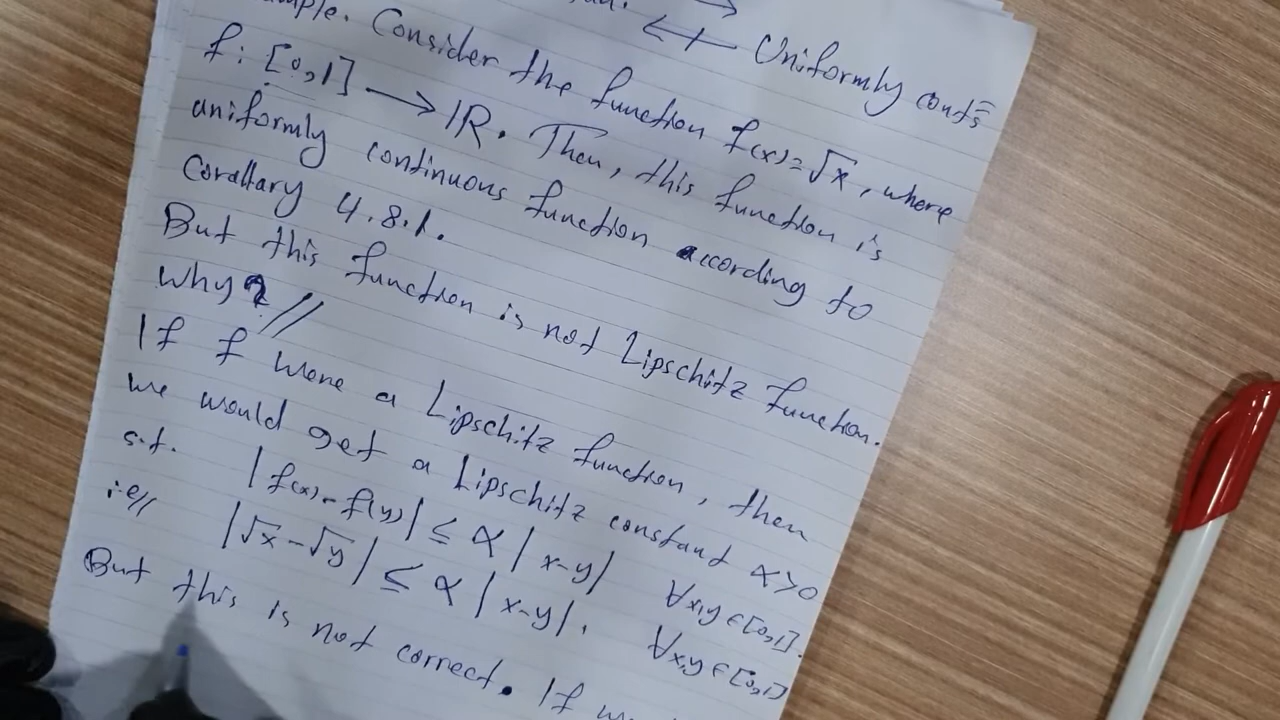 Uniformly conts
Consider the function f(x)=√x, where
f: [0,1] → IR. Then, this function is
uniformly continuous function according to
Corallary 4.8.1.
But this function is not Lipschitz function.
Why? //
If f were a Lipschitz function, then
we would get a Lipschitz constant α>0
s.t. |f(x)-f(y)| ≤ α |x-y| ∀x,y∈[0,1].
i.e// |√x-√y| ≤ α |x-y|. ∀x,y∈[0,1]
But this is not correct. If